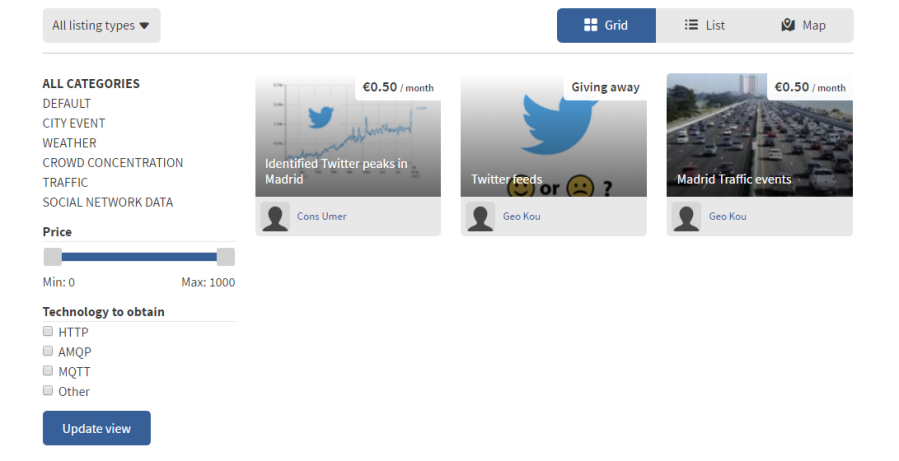 All listing types
Grid
List
Map
ALL CATEGORIES
DEFAULT
CITY EVENT
WEATHER
CROWD CONCENTRATION
TRAFFIC
SOCIAL NETWORK DATA
Price
Min: 0
Max: 1000
Technology to obtain
HTTP
AMQP
MQTT
Other
Update view
€0.50 / month
Identified Twitter peaks in
Madrid
Cons Umer
Giving away
or ?
Twitter feeds
Geo Kou
€0.50 / month
Madrid Traffic events
Geo Kou